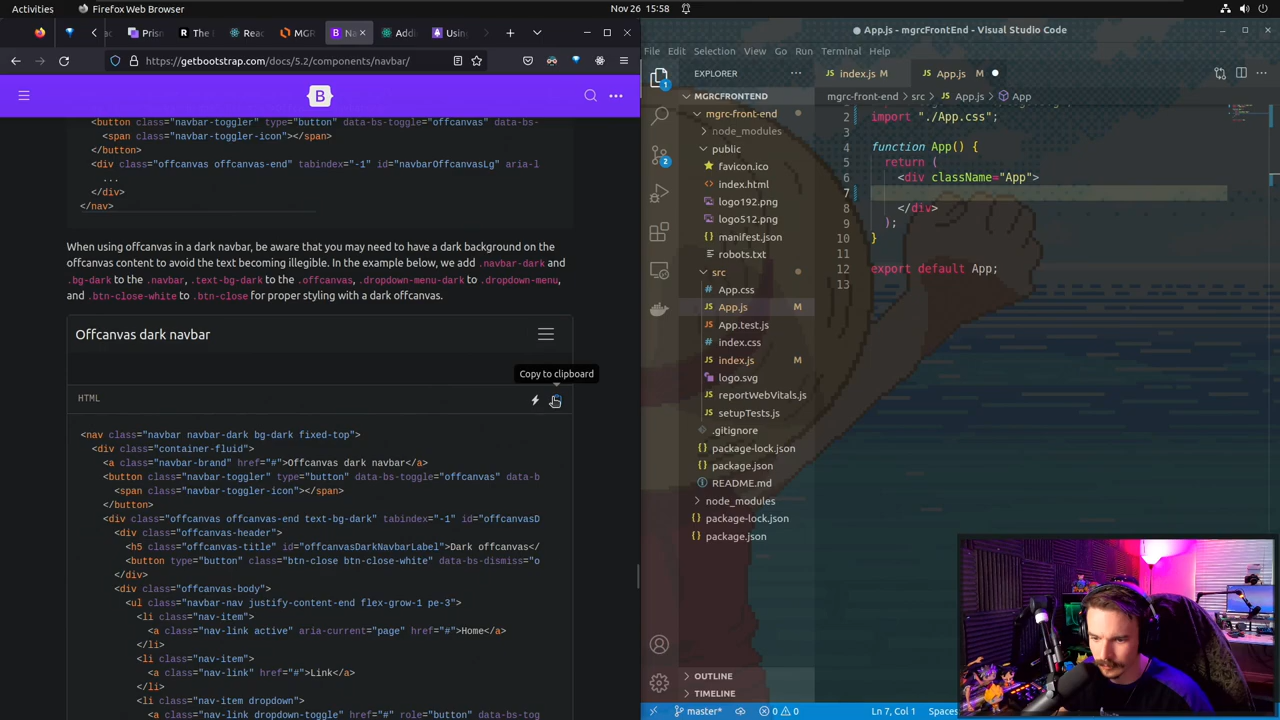 Activities
Firefox Web Browser
Nov 26 15:58
Prism
R The I
Reac
MGR
B Na
Addi
Using
https://getbootstrap.com/docs/5.2/components/navbar/
B
<button class="navbar-toggler" type="button" data-bs-toggle="offcanvas" data-bs-
<span class="navbar-toggler-icon"></span>
</button>
<div class="offcanvas offcanvas-end" tabindex="-1" id="navbarOffcanvasLg" aria-l
...
</div>
</nav>
When using offcanvas in a dark navbar, be aware that you may need to have a dark background on the
offcanvas content to avoid the text becoming illegible. In the example below, we add .navbar-dark and
.bg-dark to the .navbar, .text-bg-dark to the .offcanvas, .dropdown-menu-dark to .dropdown-menu,
and .btn-close-white to .btn-close for proper styling with a dark offcanvas.
Offcanvas dark navbar
Copy to clipboard
HTML
<nav class="navbar navbar-dark bg-dark fixed-top">
<div class="container-fluid">
<a class="navbar-brand" href="#">Offcanvas dark navbar</a>
<button class="navbar-toggler" type="button" data-bs-toggle="offcanvas" data-b
<span class="navbar-toggler-icon"></span>
</button>
<div class="offcanvas offcanvas-end text-bg-dark" tabindex="-1" id="offcanvasD
<div class="offcanvas-header">
<h5 class="offcanvas-title" id="offcanvasDarkNavbarLabel">Dark offcanvas</
<button type="button" class="btn-close btn-close-white" data-bs-dismiss="o
</div>
<div class="offcanvas-body">
<ul class="navbar-nav justify-content-end flex-grow-1 pe-3">
<li class="nav-item">
<a class="nav-link active" aria-current="page" href="#">Home</a>
</li>
<li class="nav-item">
<a class="nav-link" href="#">Link</a>
</li>
<li class="nav-item dropdown">
<a class="nav-link dropdown-toggle" href="#" role="button" data-bs-tog
App.js - mgrcFrontEnd - Visual Studio Code
File Edit Selection View Go Run Terminal Help
EXPLORER
MGRCFRONTEND
mgrc-front-end
node_modules
public
favicon.ico
index.html
logo192.png
logo512.png
manifest.json
robots.txt
src
App.css
App.js M
App.test.js
index.css
index.js M
logo.svg
reportWebVitals.js
setupTests.js
.gitignore
package-lock.json
package.json
README.md
node_modules
package-lock.json
package.json
OUTLINE
TIMELINE
index.js M
App.js M
mgrc-front-end > src > App.js > App
2 import "./App.css";
3
4 function App() {
5 return (
6 <div className="App">
7
8 </div>
9 );
10 }
11
12 export default App;
13
master*
0 0
Ln 7, Col 1
Spaces